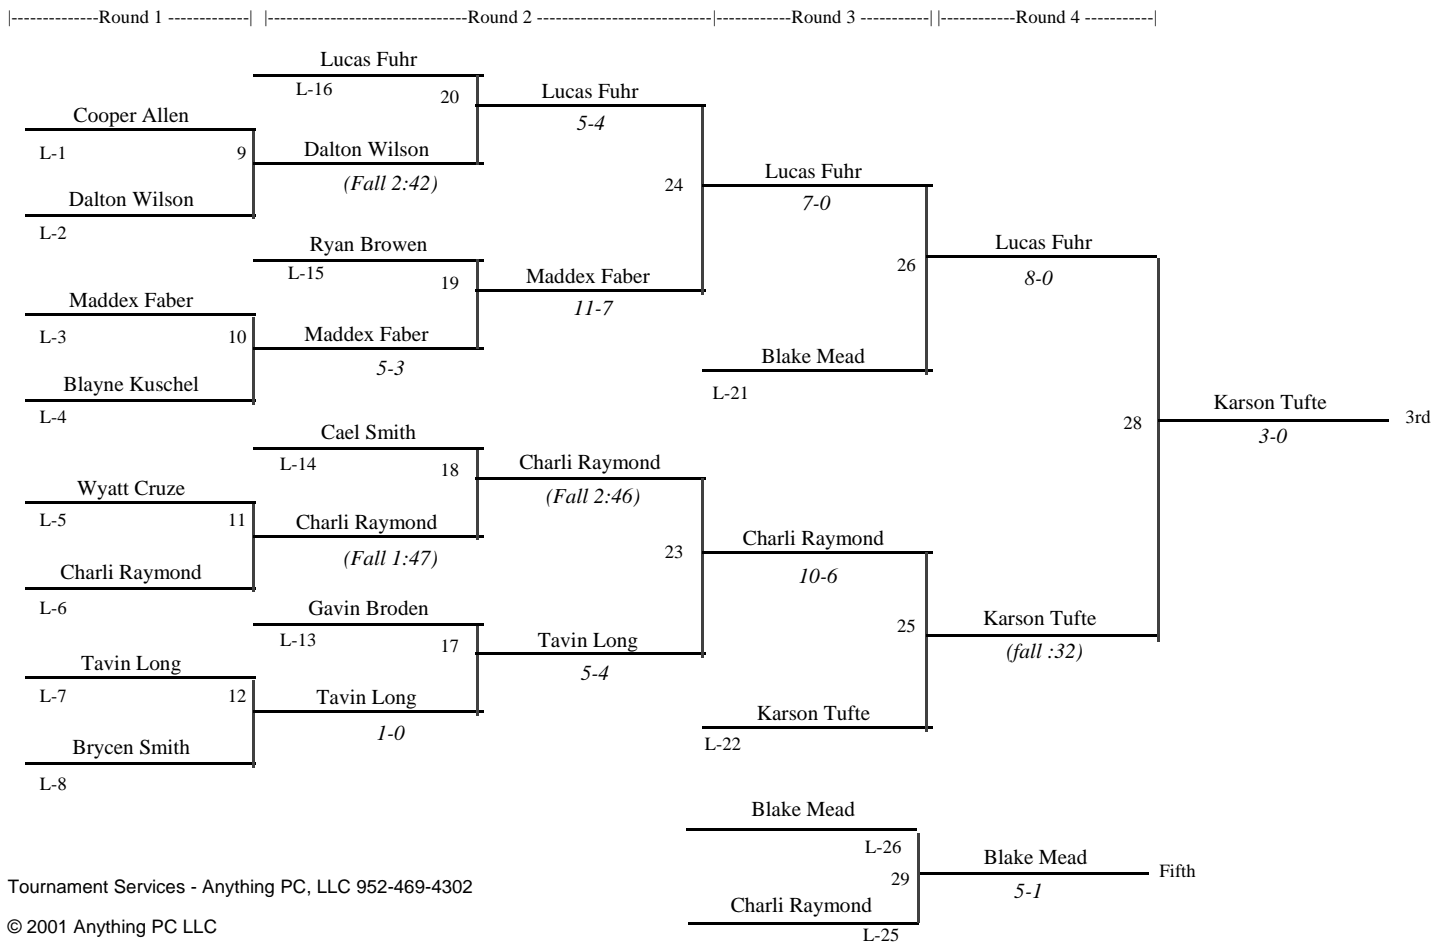 |--------------Round 1 -------------| |-------------------------------Round 2 ---------------------------|------------Round 3 -----------| |------------Round 4 -----------|
Lucas Fuhr
L-16
20
Lucas Fuhr
5-4
Cooper Allen
L-1
9
Dalton Wilson
(Fall 2:42)
24
Lucas Fuhr
7-0
Dalton Wilson
L-2
Ryan Browen
L-15
19
Maddex Faber
11-7
26
Lucas Fuhr
8-0
Maddex Faber
L-3
10
Maddex Faber
5-3
Blake Mead
L-21
Blayne Kuschel
L-4
28
Karson Tufte
3-0
3rd
Cael Smith
L-14
18
Charli Raymond
(Fall 2:46)
Wyatt Cruze
L-5
11
Charli Raymond
(Fall 1:47)
23
Charli Raymond
10-6
Charli Raymond
L-6
Gavin Broden
L-13
17
Tavin Long
5-4
25
Karson Tufte
(fall :32)
Tavin Long
L-7
12
Tavin Long
1-0
Karson Tufte
L-22
Brycen Smith
L-8
Blake Mead
L-26
29
Blake Mead
5-1
Fifth
Charli Raymond
L-25
Tournament Services - Anything PC, LLC 952-469-4302
© 2001 Anything PC LLC